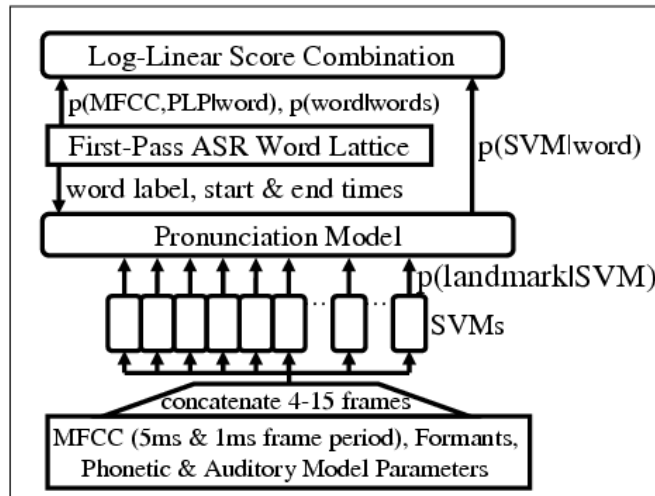 Log-Linear Score Combination
p(MFCC,PLP|word), p(word|words)
First-Pass ASR Word Lattice
p(SVM|word)
word label, start & end times
Pronunciation Model
p(landmark|SVM)
SVMs
concatenate 4-15 frames
MFCC (5ms & 1ms frame period), Formants,
Phonetic & Auditory Model Parameters